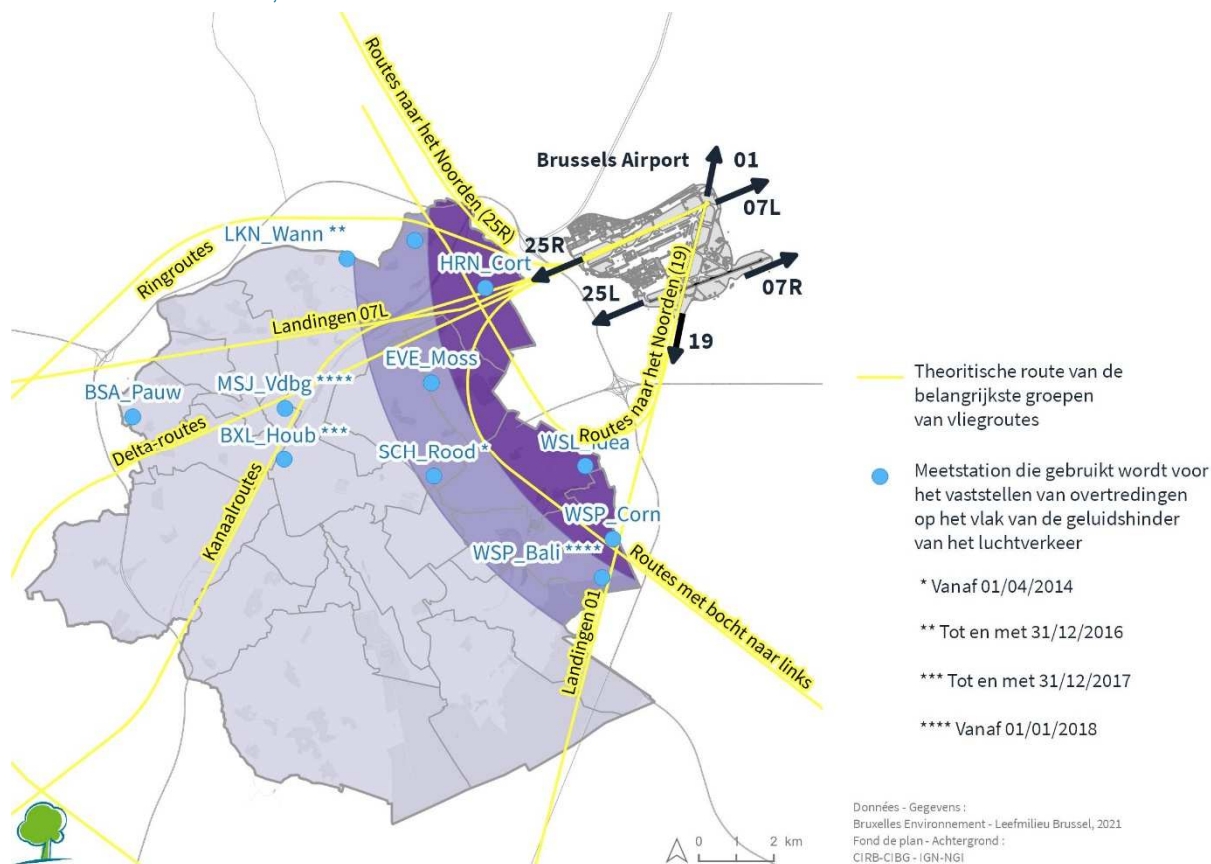 Routes naar het Noorden (25R)
Brussels Airport
01
07L
25R
25L
07R
19
Routes naar het Noorden (19)
LKN_Wann **
HRN_Cort
Ringroutes
Landingen 07L
EVE_Moss
BSA_Pauw
MSJ_Vdbg ****
BXL_Houb ***
Delta-routes
SCH_Rood *
WSL_Idea
Kanaalroutes
WSP_Corn
WSP_Bali ****
Landingen 01
Routes met bocht naar links
Theoritische route van de
belangrijkste groepen
van vliegroutes
Meetstation die gebruikt wordt voor
het vaststellen van overtredingen
op het vlak van de geluidshinder
van het luchtverkeer
* Vanaf 01/04/2014
** Tot en met 31/12/2016
*** Tot en met 31/12/2017
**** Vanaf 01/01/2018
0 1 2 km
Données - Gegevens :
Bruxelles Environnement - Leefmilieu Brussel, 2021
Fond de plan - Achtergrond :
CIRB-CIBG - IGN-NGI